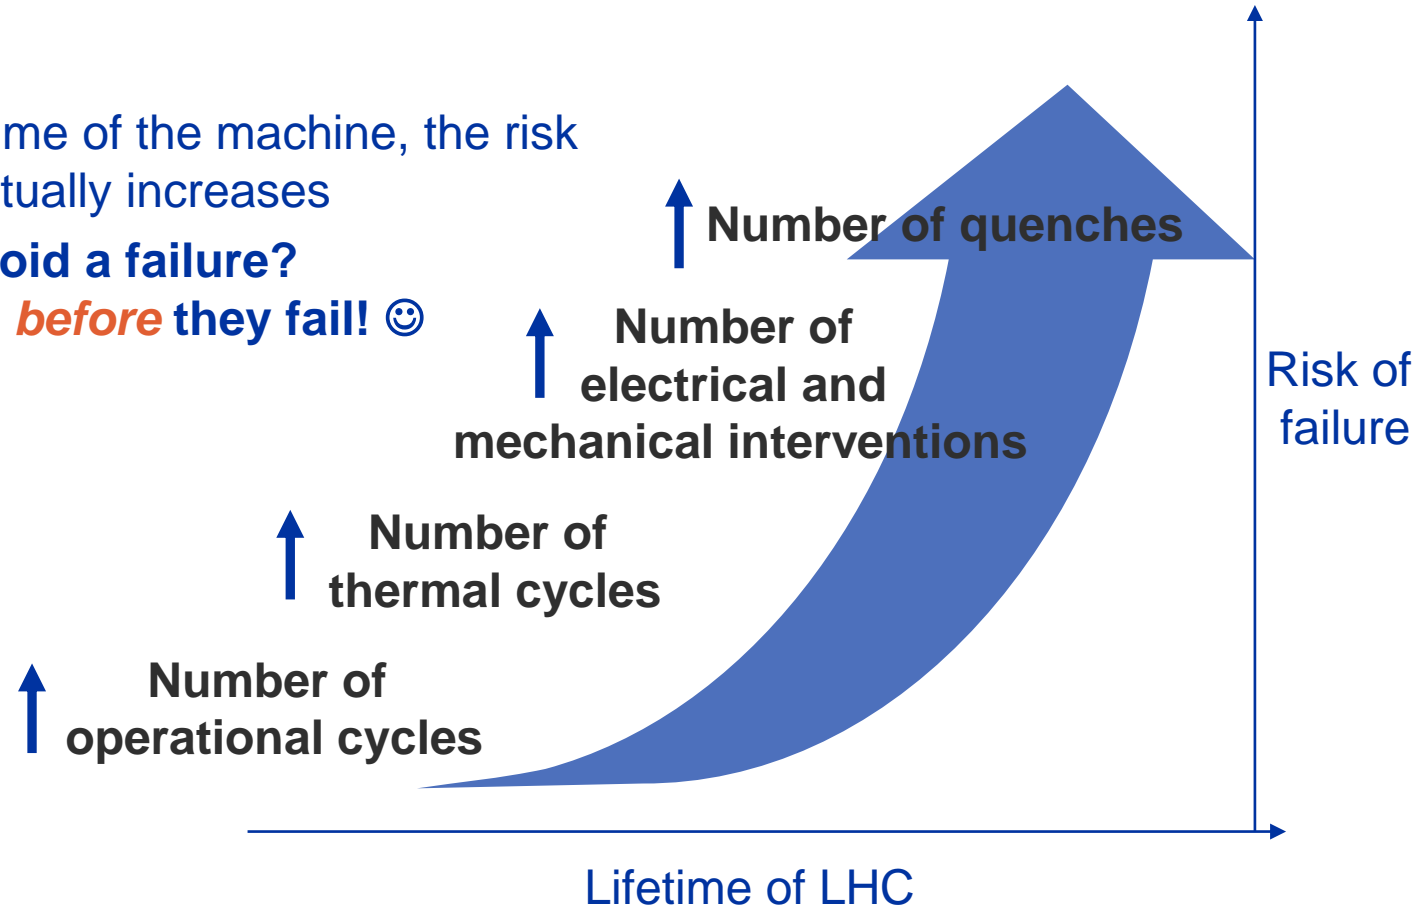 me of the machine, the risk
tually increases
oid a failure?
before they fail! ☺
Number of quenches
Number of
electrical and
mechanical interventions
Risk of
failure
Number of
thermal cycles
Number of
operational cycles
Lifetime of LHC